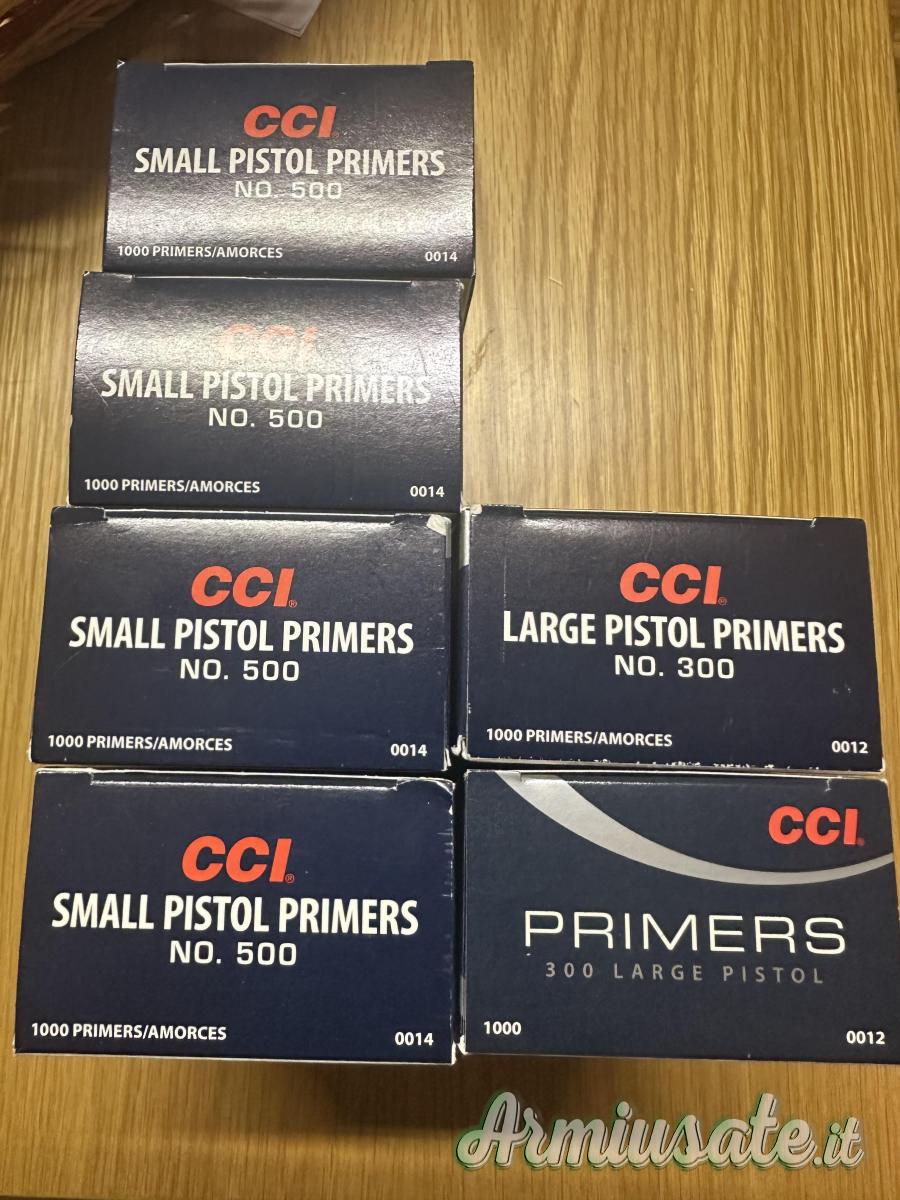 CCI
SMALL PISTOL PRIMERS
NO. 500
1000 PRIMERS/AMORCES 0014
CCI
SMALL PISTOL PRIMERS
NO. 500
1000 PRIMERS/AMORCES 0014
CCI®
SMALL PISTOL PRIMERS
NO. 500
1000 PRIMERS/AMORCES 0014
CCI®
LARGE PISTOL PRIMERS
NO. 300
1000 PRIMERS/AMORCES 0012
CCI®
SMALL PISTOL PRIMERS
NO. 500
1000 PRIMERS/AMORCES 0014
CCI®
PRIMERS
300 LARGE PISTOL
1000 0012
Armiusate.it